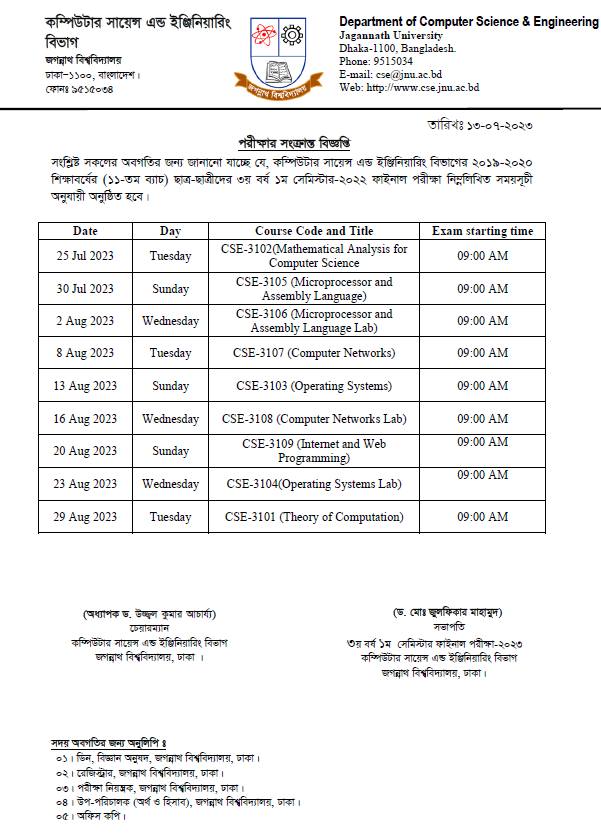 কম্পিউটার সায়েন্স এন্ড ইঞ্জিনিয়ারিং
বিভাগ
জগন্নাথ বিশ্ববিদ্যালয়
ঢাকা-১১০০, বাংলাদেশ।
ফোনঃ ৯৫১৫০৩৪
জগন্নাথ বিশ্ববিদ্যালয়
Department of Computer Science & Engineering
Jagannath University
Dhaka-1100, Bangladesh.
Phone: 9515034
E-mail: cse@jnu.ac.bd
Web: http://www.cse.jnu.ac.bd
তারিখঃ ১৩-০৭-২০২৩
পরীক্ষার সংক্রান্ত বিজ্ঞপ্তি
সংশ্লিষ্ট সকলের অবগতির জন্য জানানো যাচ্ছে যে, কম্পিউটার সায়েন্স এন্ড ইঞ্জিনিয়ারিং বিভাগের ২০১৯-২০২০
শিক্ষাবর্ষের (১১-তম ব্যাচ) ছাত্র-ছাত্রীদের ৩য় বর্ষ ১ম সেমিস্টার-২০২২ ফাইনাল পরীক্ষা নিম্নলিখিত সময়সূচী
অনুযায়ী অনুষ্ঠিত হবে।
Date Day Course Code and Title Exam starting time
25 Jul 2023 Tuesday CSE-3102(Mathematical Analysis for
Computer Science 09:00 AM
30 Jul 2023 Sunday CSE-3105 (Microprocessor and
Assembly Language) 09:00 AM
2 Aug 2023 Wednesday CSE-3106 (Microprocessor and
Assembly Language Lab) 09:00 AM
8 Aug 2023 Tuesday CSE-3107 (Computer Networks) 09:00 AM
13 Aug 2023 Sunday CSE-3103 (Operating Systems) 09:00 AM
16 Aug 2023 Wednesday CSE-3108 (Computer Networks Lab) 09:00 AM
20 Aug 2023 Sunday CSE-3109 (Internet and Web
Programming) 09:00 AM
23 Aug 2023 Wednesday CSE-3104(Operating Systems Lab) 09:00 AM
29 Aug 2023 Tuesday CSE-3101 (Theory of Computation) 09:00 AM
(অধ্যাপক ড. উজ্জ্বল কুমার আচার্য্য)
চেয়ারম্যান
কম্পিউটার সায়েন্স এন্ড ইঞ্জিনিয়ারিং বিভাগ
জগন্নাথ বিশ্ববিদ্যালয়, ঢাকা ।
(ড. মোঃ জুলফিকার মাহামুদ)
সভাপতি
৩য় বর্ষ ১ম সেমিস্টার ফাইনাল পরীক্ষা-২০২৩
কম্পিউটার সায়েন্স এন্ড ইঞ্জিনিয়ারিং বিভাগ
জগন্নাথ বিশ্ববিদ্যালয়, ঢাকা।
সদয় অবগতির জন্য অনুলিপি ঃ
০১। ডিন, বিজ্ঞান অনুষদ, জগন্নাথ বিশ্ববিদ্যালয়, ঢাকা।
০২। রেজিস্ট্রার, জগন্নাথ বিশ্ববিদ্যালয়, ঢাকা।
০৩। পরীক্ষা নিয়ন্ত্রক, জগন্নাথ বিশ্ববিদ্যালয়, ঢাকা।
০৪। উপ-পরিচালক (অর্থ ও হিসাব), জগন্নাথ বিশ্ববিদ্যালয়, ঢাকা।
০৫। অফিস কপি।